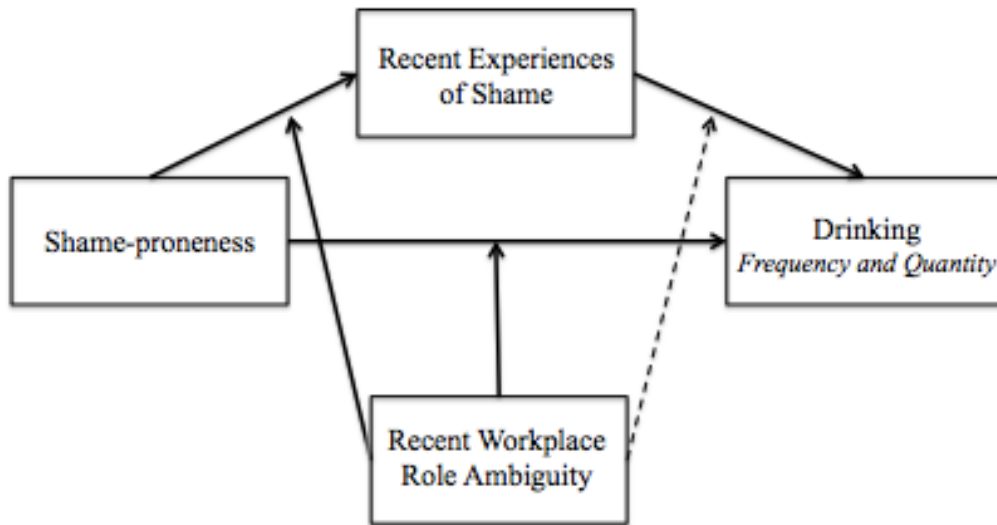 Recent Experiences
of Shame
Shame-proneness
Drinking
Frequency and Quantity
Recent Workplace
Role Ambiguity